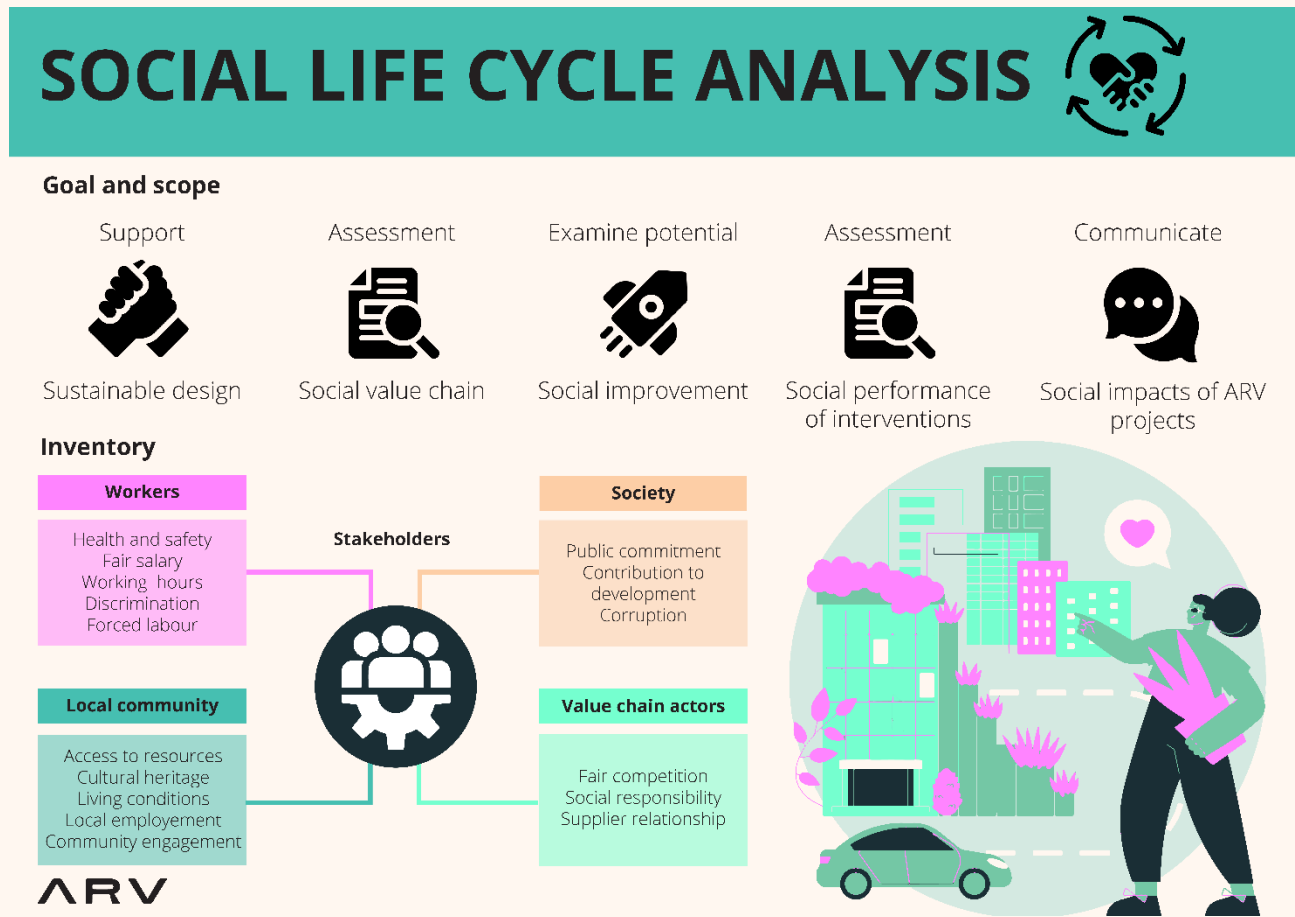 SOCIAL LIFE CYCLE ANALYSIS
Goal and scope
Support
Sustainable design
Assessment
Social value chain
Examine potential
Social improvement
Assessment
Social performance
of interventions
Communicate
Social impacts of ARV
projects
Inventory
Workers
Health and safety
Fair salary
Working hours
Discrimination
Forced labour
Stakeholders
Society
Public commitment
Contribution to
development
Corruption
Local community
Access to resources
Cultural heritage
Living conditions
Local employement
Community engagement
Value chain actors
Fair competition
Social responsibility
Supplier relationship
ARV